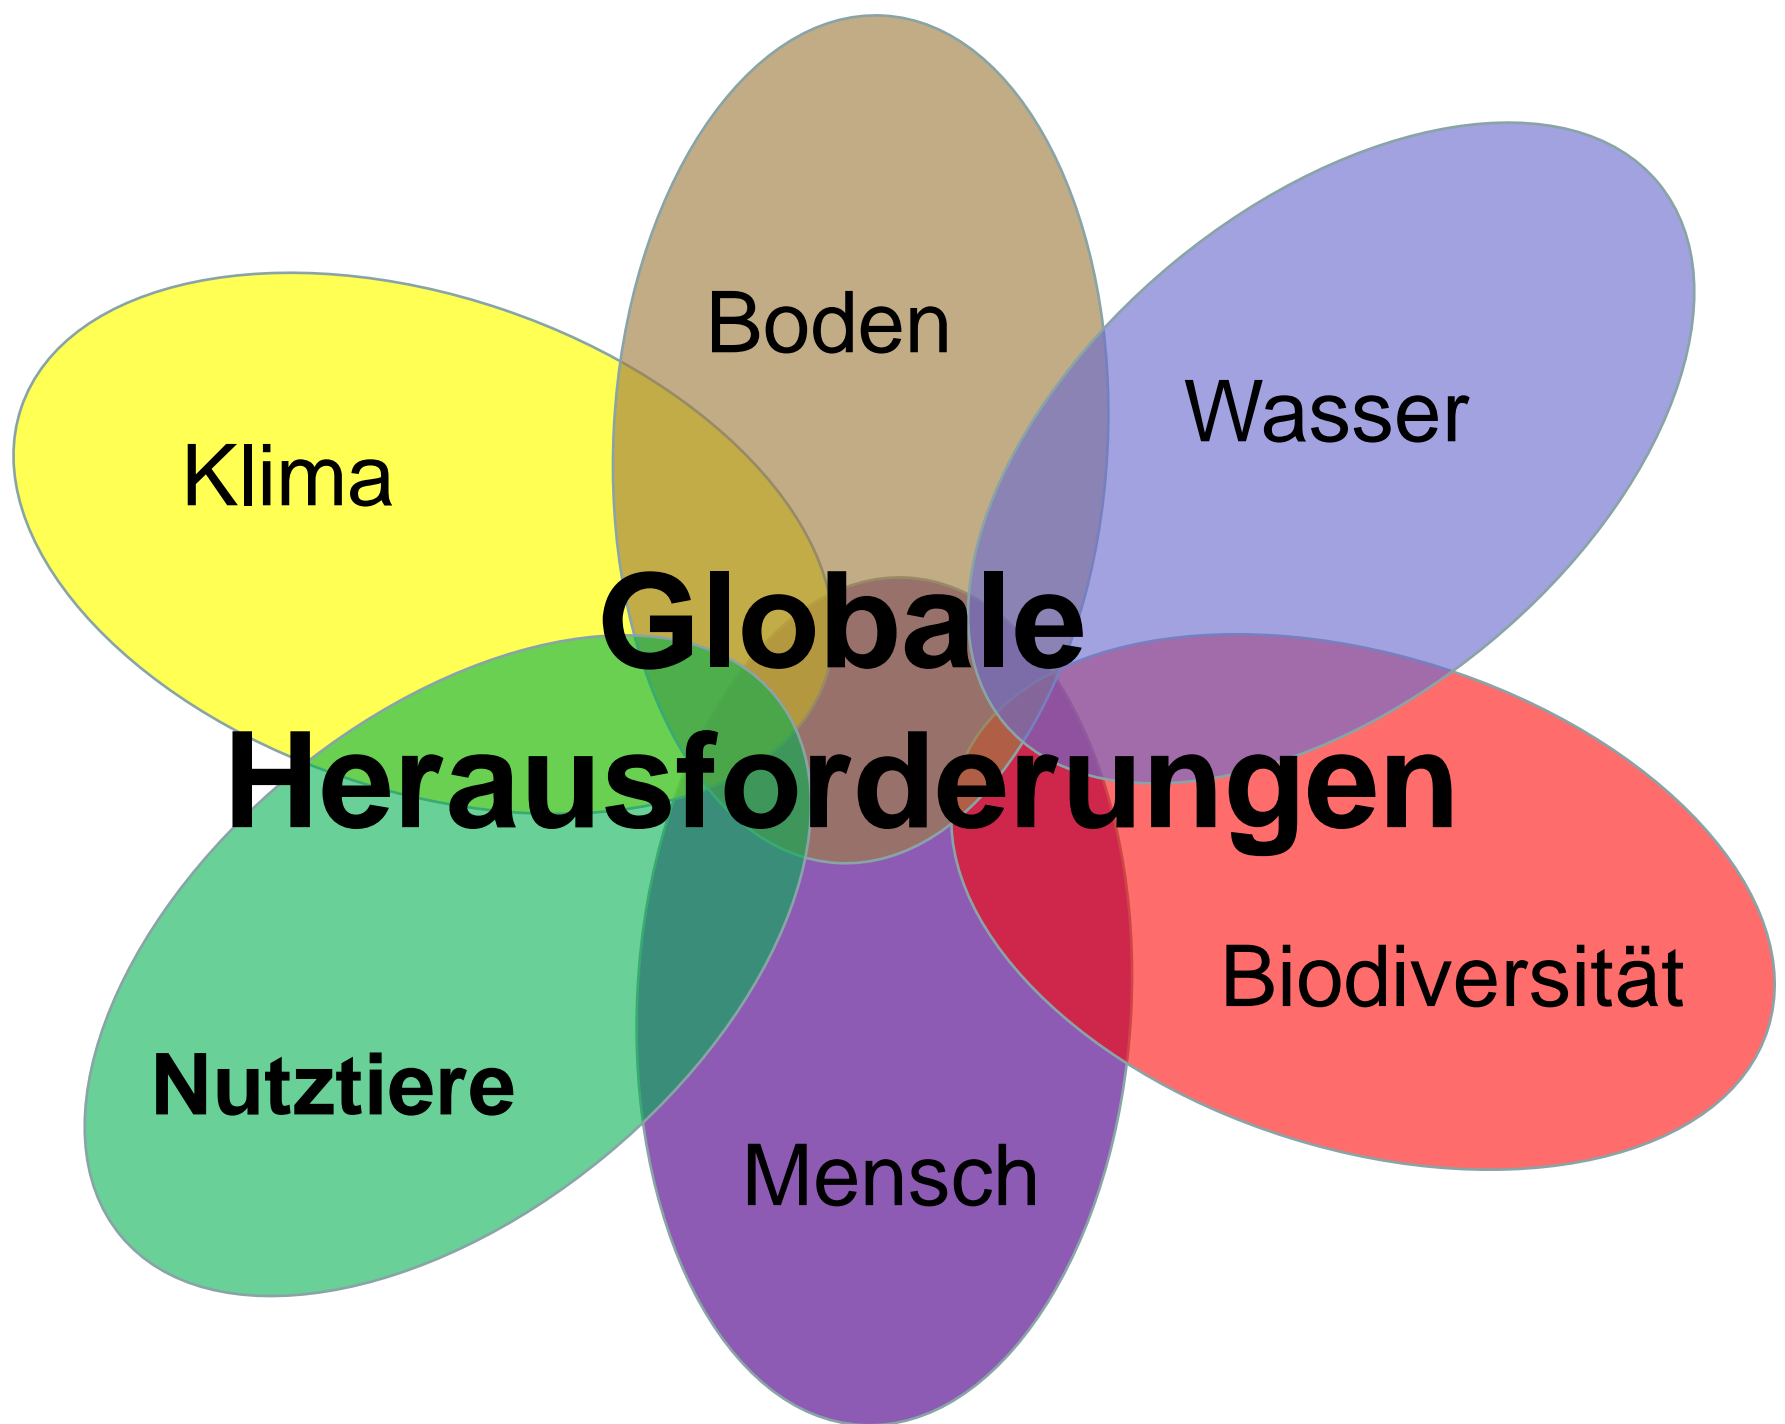 Boden
Wasser
Klima
Globale
Herausforderungen
Biodiversität
Nutztiere
Mensch